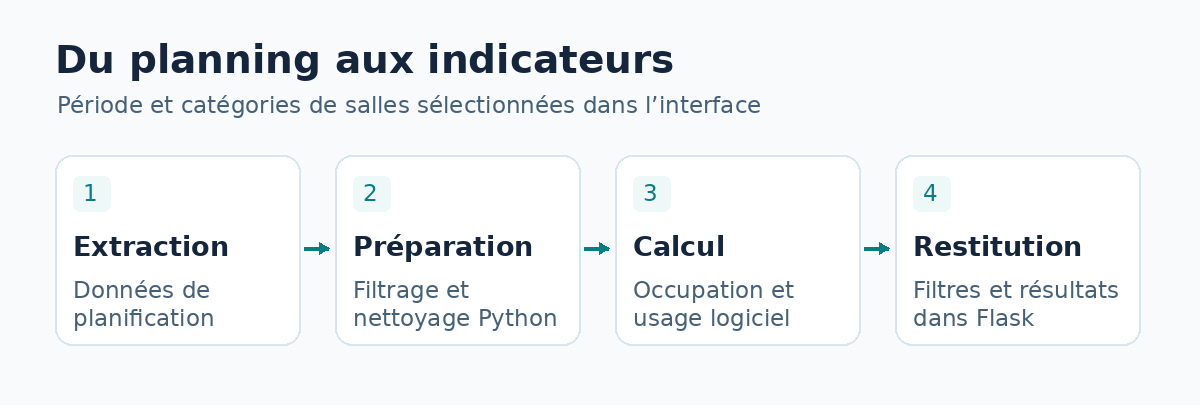 Du planning aux indicateurs
Période et catégories de salles sélectionnées dans l’interface
1
Extraction
Données de
planification
2
Préparation
Filtrage et
nettoyage Python
3
Calcul
Occupation et
usage logiciel
4
Restitution
Filtres et résultats
dans Flask